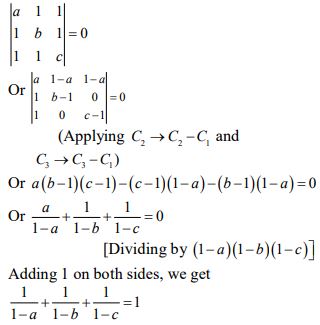 |a 1 1|
|1 b 1| = 0
|1 1 c|
Or |a 1−a 1−a|
|1 b−1 0| = 0
|1 0 c−1|
(Applying C₂ → C₂ − C₁ and
C₃ → C₃ − C₁)
Or a(b−1)(c−1)−(c−1)(1−a)−(b−1)(1−a)=0
Or a/(1−a) + 1/(1−b) + 1/(1−c) = 0
[Dividing by (1−a)(1−b)(1−c)]
Adding 1 on both sides, we get
1/(1−a) + 1/(1−b) + 1/(1−c) = 1